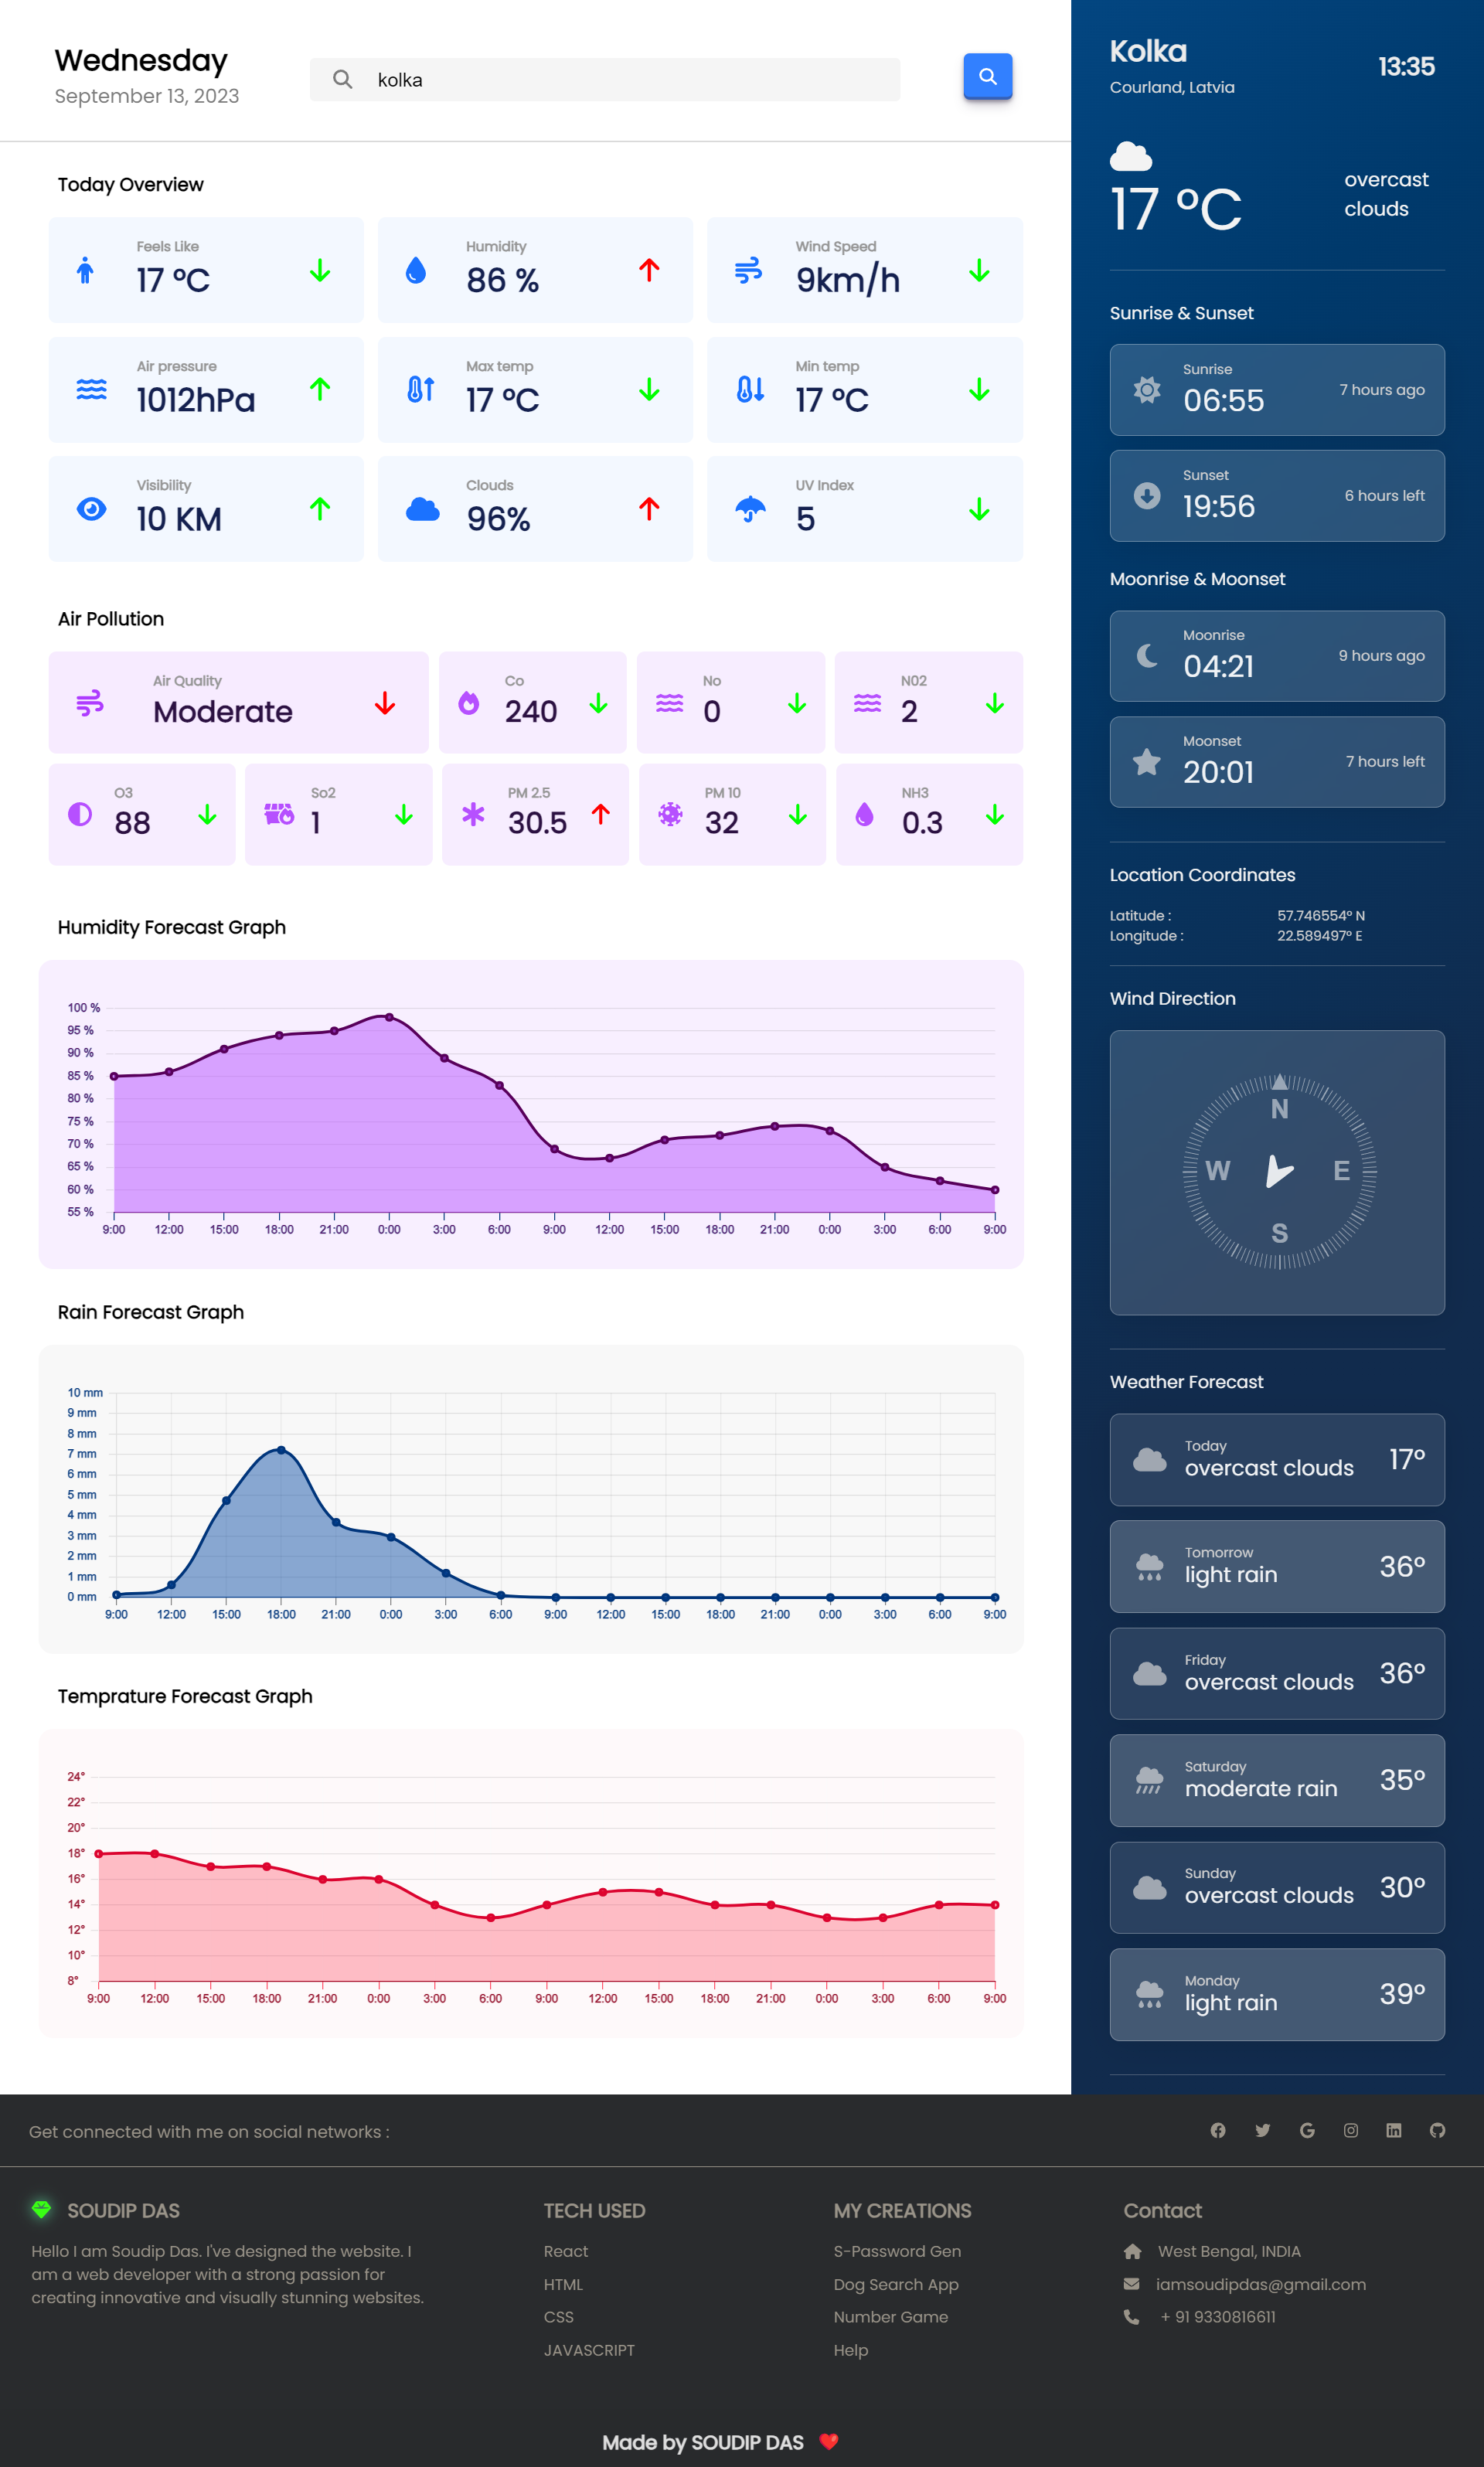 Wednesday
September 13, 2023
kolka
Today Overview
Feels Like
17 °C
Humidity
86 %
Wind Speed
9km/h
Air pressure
1012hPa
Max temp
17 °C
Min temp
17 °C
Visibility
10 KM
Clouds
96%
UV Index
5
Air Pollution
Air Quality
Moderate
Co
240
No
0
N02
2
O3
88
So2
1
PM 2.5
30.5
PM 10
32
NH3
0.3
Humidity Forecast Graph
100 %
95 %
90 %
85 %
80 %
75 %
70 %
65 %
60 %
55 %
9:00 12:00 15:00 18:00 21:00 0:00 3:00 6:00 9:00 12:00 15:00 18:00 21:00 0:00 3:00 6:00 9:00
Rain Forecast Graph
10 mm
9 mm
8 mm
7 mm
6 mm
5 mm
4 mm
3 mm
2 mm
1 mm
0 mm
9:00 12:00 15:00 18:00 21:00 0:00 3:00 6:00 9:00 12:00 15:00 18:00 21:00 0:00 3:00 6:00 9:00
Temprature Forecast Graph
24°
22°
20°
18°
16°
14°
12°
10°
8°
9:00 12:00 15:00 18:00 21:00 0:00 3:00 6:00 9:00 12:00 15:00 18:00 21:00 0:00 3:00 6:00 9:00
Kolka
Courland, Latvia
13:35
17 °C
overcast
clouds
Sunrise & Sunset
Sunrise
06:55
7 hours ago
Sunset
19:56
6 hours left
Moonrise & Moonset
Moonrise
04:21
9 hours ago
Moonset
20:01
7 hours left
Location Coordinates
Latitude : 57.746554° N
Longitude : 22.589497° E
Wind Direction
N
W E
S
Weather Forecast
Today
overcast clouds
17°
Tomorrow
light rain
36°
Friday
overcast clouds
36°
Saturday
moderate rain
35°
Sunday
overcast clouds
30°
Monday
light rain
39°
Get connected with me on social networks :
SOUDIP DAS
Hello I am Soudip Das. I've designed the website. I
am a web developer with a strong passion for
creating innovative and visually stunning websites.
TECH USED
React
HTML
CSS
JAVASCRIPT
MY CREATIONS
S-Password Gen
Dog Search App
Number Game
Help
Contact
West Bengal, INDIA
iamsoudipdas@gmail.com
+ 91 9330816611
Made by SOUDIP DAS